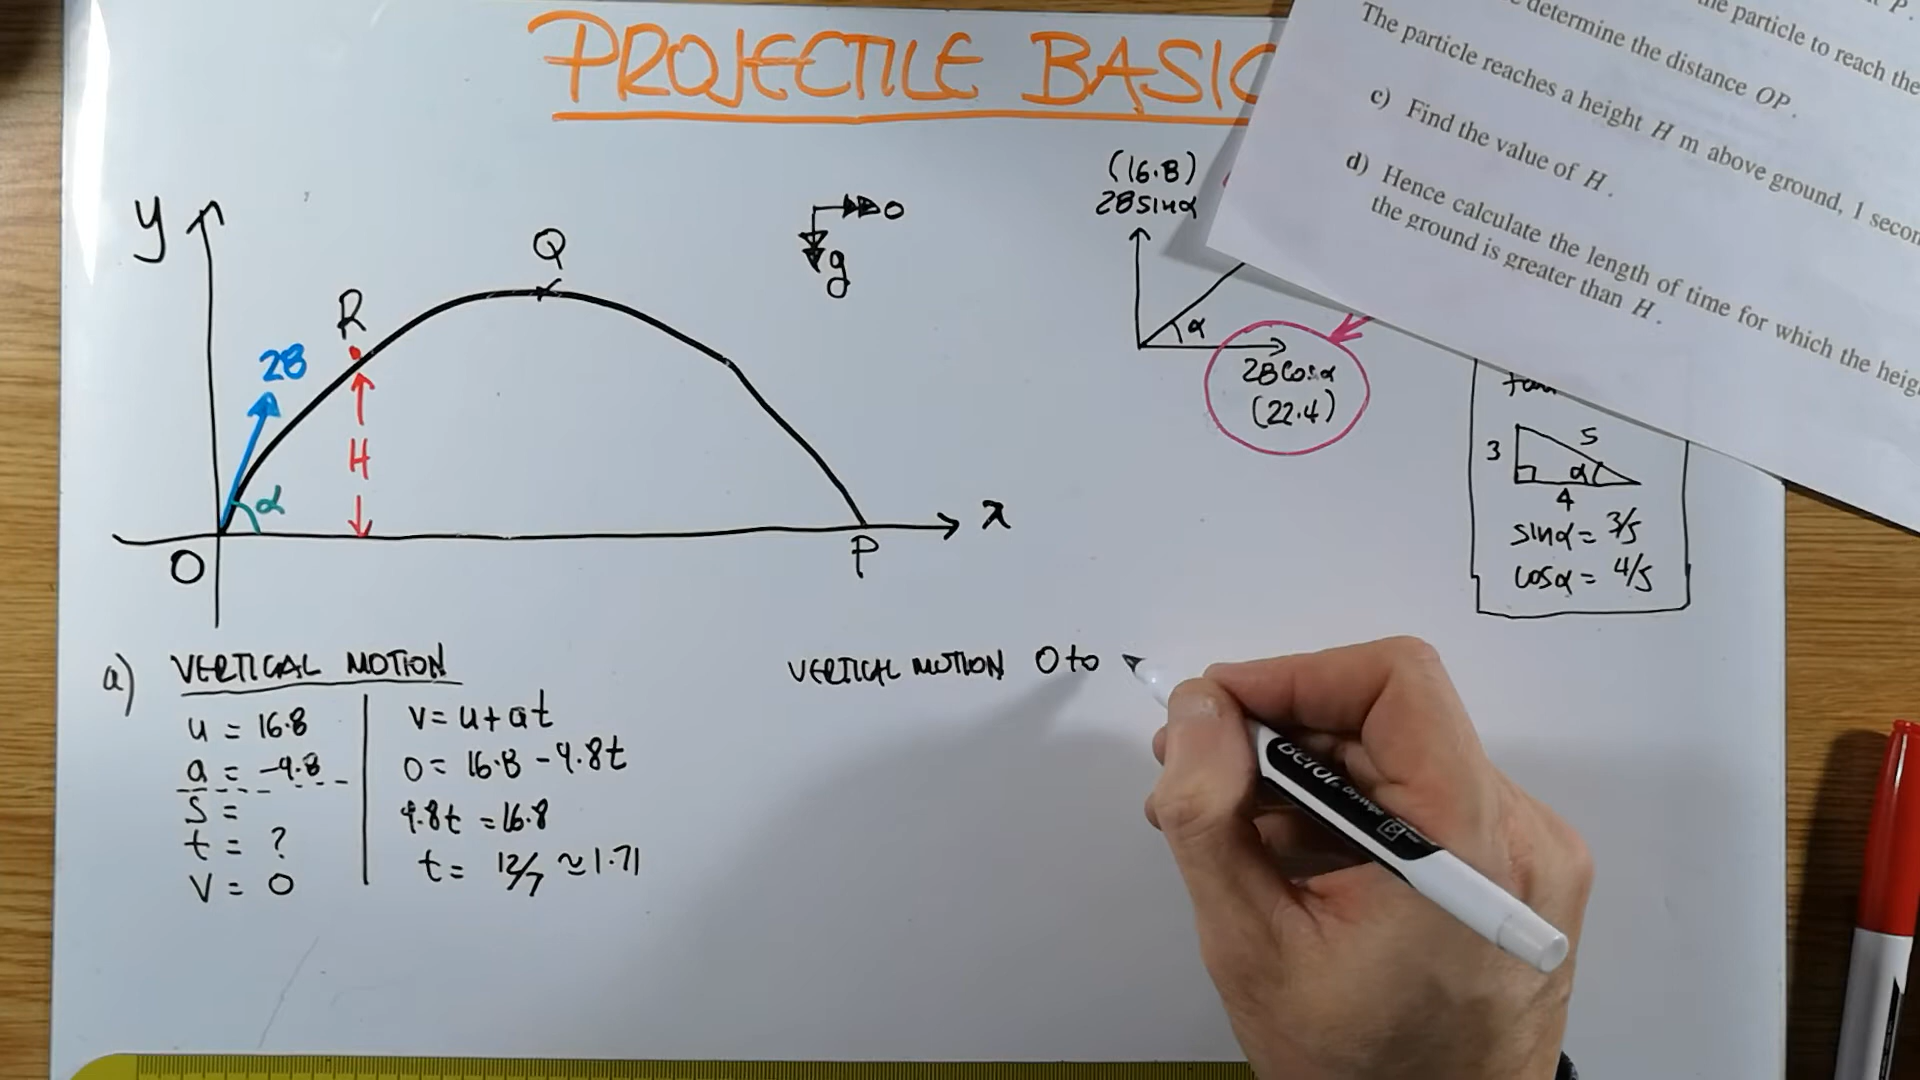 PROJECTILE BASIC
P.
the particle to reach the
determine the distance OP.
The particle reaches a height H m above ground, 1 secon
c) Find the value of H.
d) Hence calculate the length of time for which the heig
the ground is greater than H.
y
Q
R
28
H
α
O
P
x
0
g
(16.8)
28sinα
α
28cosα
(22.4)
3
5
α
4
sinα = 3/5
cosα = 4/5
a) VERTICAL MOTION
u = 16.8
a = -9.8
S =
t = ?
V = 0
V = u + at
0 = 16.8 - 9.8t
9.8t = 16.8
t = 12/7 ≃ 1.71
VERTICAL MOTION O to
Berol
Drywipe